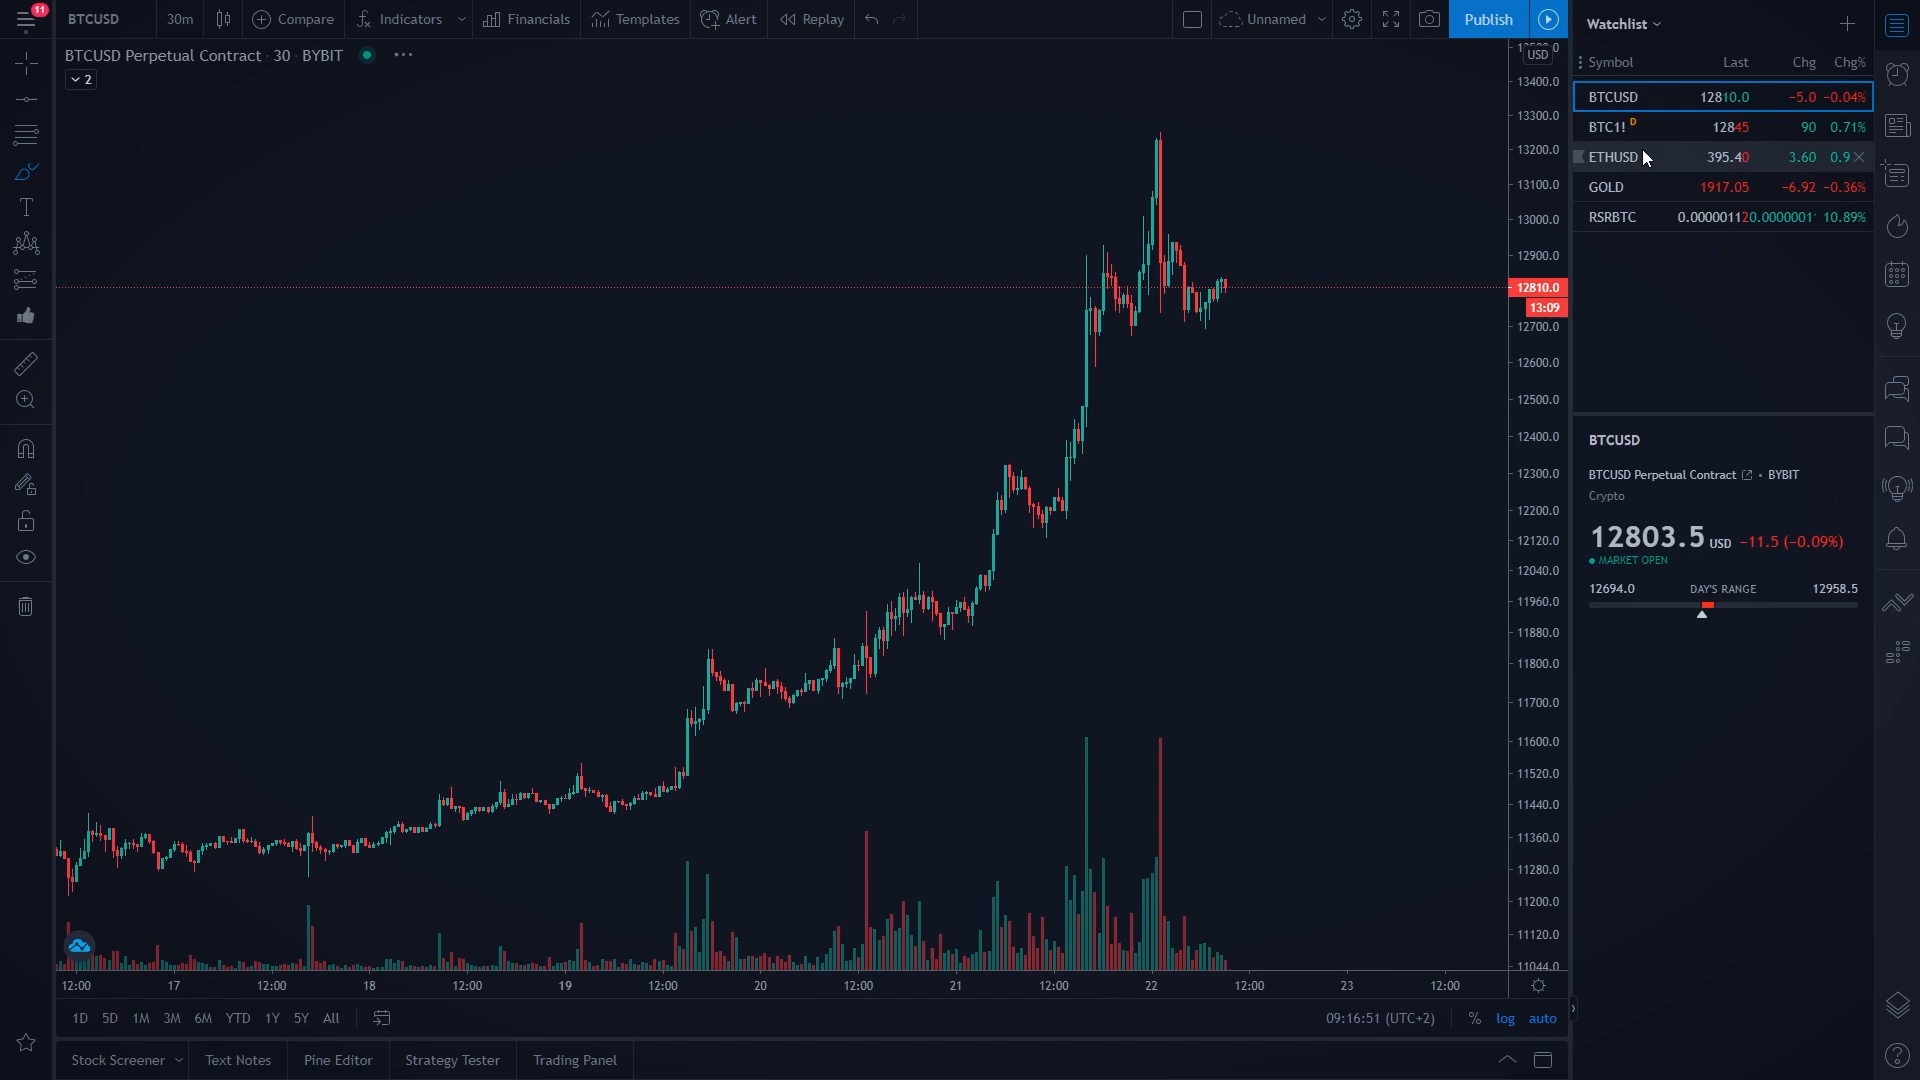 11
BTCUSD 30m Compare Indicators Financials Templates Alert Replay Unnamed Publish
BTCUSD Perpetual Contract · 30 · BYBIT
2
USD
13400.0
13300.0
13200.0
13100.0
13000.0
12900.0
12810.0
13:09
12700.0
12600.0
12500.0
12400.0
12300.0
12200.0
12120.0
12040.0
11960.0
11880.0
11800.0
11700.0
11600.0
11520.0
11440.0
11360.0
11280.0
11200.0
11120.0
11044.0
12:00 17 12:00 18 12:00 19 12:00 20 12:00 21 12:00 22 12:00 23 12:00
1D 5D 1M 3M 6M YTD 1Y 5Y All 09:16:51 (UTC+2) % log auto
Stock Screener Text Notes Pine Editor Strategy Tester Trading Panel
Watchlist
Symbol Last Chg Chg%
BTCUSD 12810.0 −5.0 −0.04%
BTC1! D 12845 90 0.71%
ETHUSD 395.40 3.60 0.9
GOLD 1917.05 −6.92 −0.36%
RSRBTC 0.00000112 0.0000001 10.89%
BTCUSD
BTCUSD Perpetual Contract • BYBIT
Crypto
12803.5 USD −11.5 (−0.09%)
MARKET OPEN
12694.0 DAY'S RANGE 12958.5